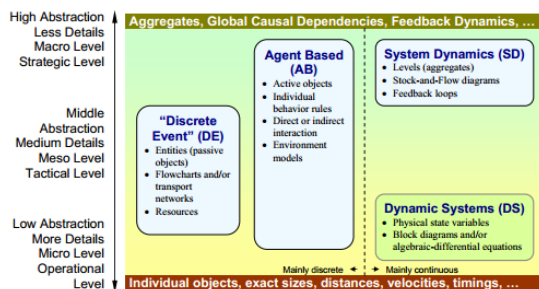 High Abstraction
Less Details
Macro Level
Strategic Level
Middle
Abstraction
Medium Details
Meso Level
Tactical Level
Low Abstraction
More Details
Micro Level
Operational
Level
Aggregates, Global Causal Dependencies, Feedback Dynamics, …
“Discrete
Event” (DE)
• Entities (passive
objects)
• Flowcharts and/or
transport
networks
• Resources
Agent Based
(AB)
• Active objects
• Individual
behavior rules
• Direct or indirect
interaction
• Environment
models
System Dynamics (SD)
• Levels (aggregates)
• Stock-and-Flow diagrams
• Feedback loops
Dynamic Systems (DS)
• Physical state variables
• Block diagrams and/or
algebraic-differential equations
Mainly discrete
Mainly continuous
Individual objects, exact sizes, distances, velocities, timings, …